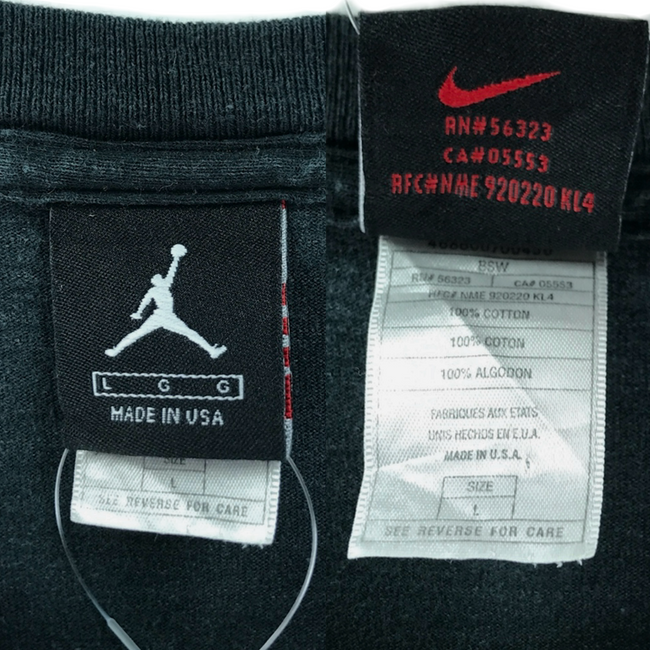 L G G
MADE IN USA
SIZE
L
SEE REVERSE FOR CARE
RN#56323
CA#05553
RFC#NME 920220 KL4
BSW
RN# 56323 CA# 05553
RFC# NME 920220 KL4
100% COTTON
100% COTON
100% ALGODON
FABRIQUES AUX ETATS
UNIS HECHOS EN E.U.A.
MADE IN U.S.A.
SIZE
L
SEE REVERSE FOR CARE